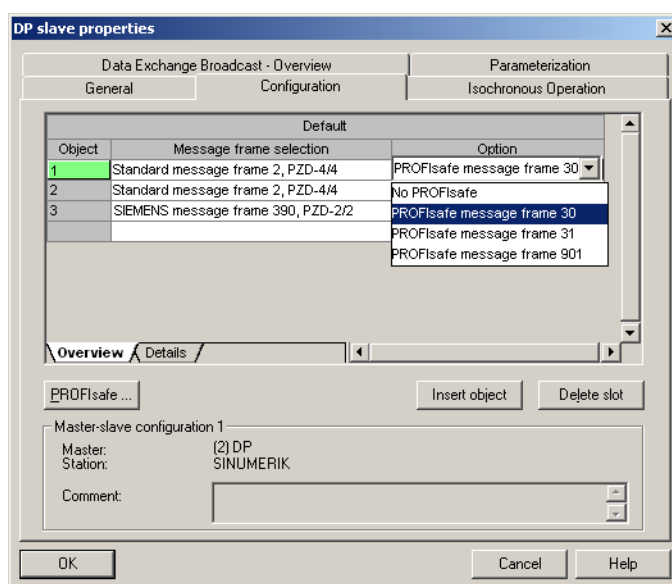 DP slave properties
Data Exchange Broadcast - Overview Parameterization
General Configuration Isochronous Operation
Default
Object Message frame selection Option
1 Standard message frame 2, PZD-4/4 PROFIsafe message frame 30
2 Standard message frame 2, PZD-4/4 No PROFIsafe
3 SIEMENS message frame 390, PZD-2/2 PROFIsafe message frame 30
PROFIsafe message frame 31
PROFIsafe message frame 901
Overview Details
PROFIsafe ... Insert object Delete slot
Master-slave configuration 1
Master: (2) DP
Station: SINUMERIK
Comment:
OK Cancel Help